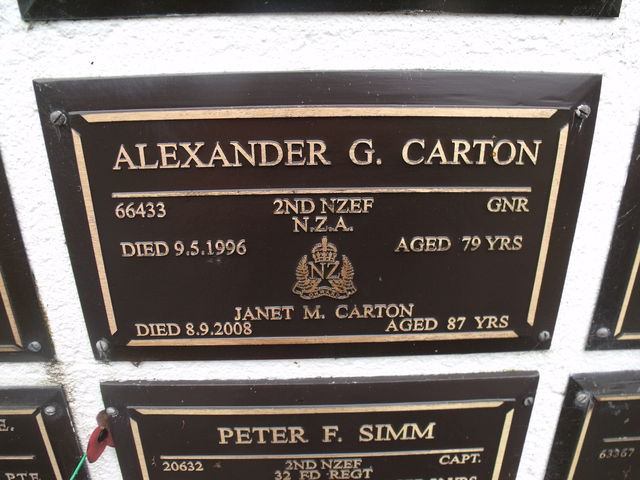 ALEXANDER G. CARTON
66433 2ND NZEF GNR
N.Z.A.
DIED 9.5.1996 AGED 79 YRS
NZ
JANET M. CARTON
DIED 8.9.2008 AGED 87 YRS
PETER F. SIMM
20632 2ND NZEF CAPT.
32 FD REGT
E.
PTE
63367